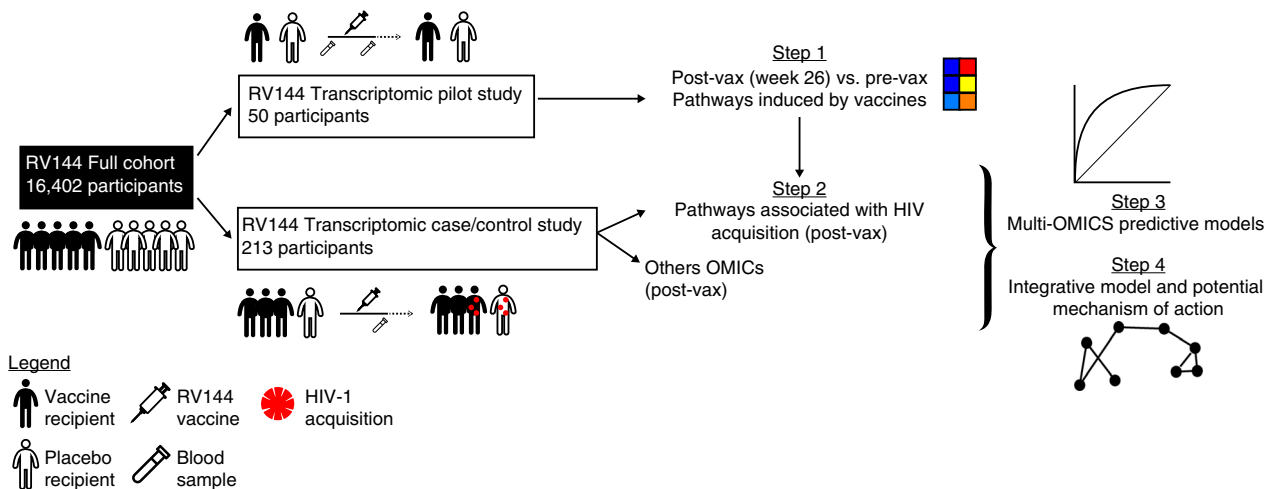 RV144 Full cohort
16,402 participants
RV144 Transcriptomic pilot study
50 participants
RV144 Transcriptomic case/control study
213 participants
Step 1
Post-vax (week 26) vs. pre-vax
Pathways induced by vaccines
Step 2
Pathways associated with HIV
acquisition (post-vax)
Others OMICs
(post-vax)
Step 3
Multi-OMICS predictive models
Step 4
Integrative model and potential
mechanism of action
Legend
Vaccine
recipient
RV144
vaccine
HIV-1
acquisition
Placebo
recipient
Blood
sample